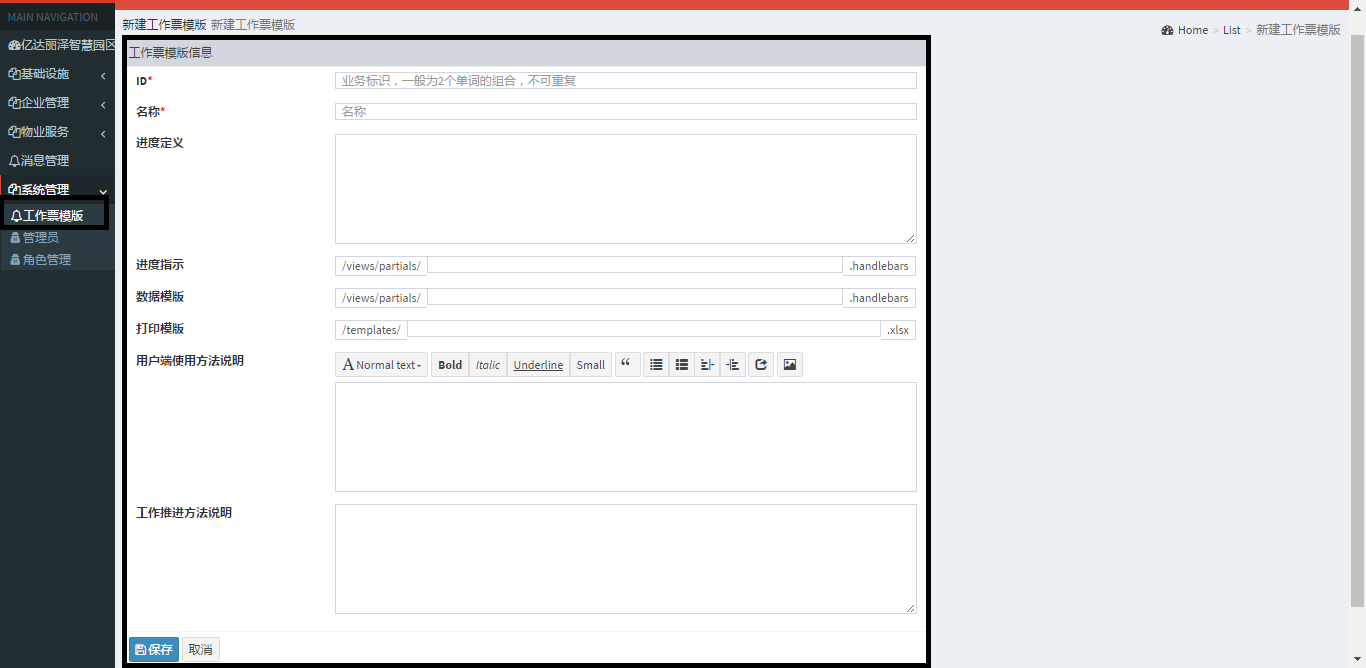 MAIN NAVIGATION
亿达丽泽智慧园区
基础设施
企业管理
物业服务
消息管理
系统管理
工作票模版
管理员
角色管理
新建工作票模版 新建工作票模版
Home > List > 新建工作票模版
工作票模版信息
ID*
业务标识，一般为2个单词的组合，不可重复
名称*
名称
进度定义
进度指示
/views/partials/ .handlebars
数据模版
/views/partials/ .handlebars
打印模版
/templates/ .xlsx
用户端使用方法说明
A Normal text Bold Italic Underline Small “
工作推进方法说明
保存 取消